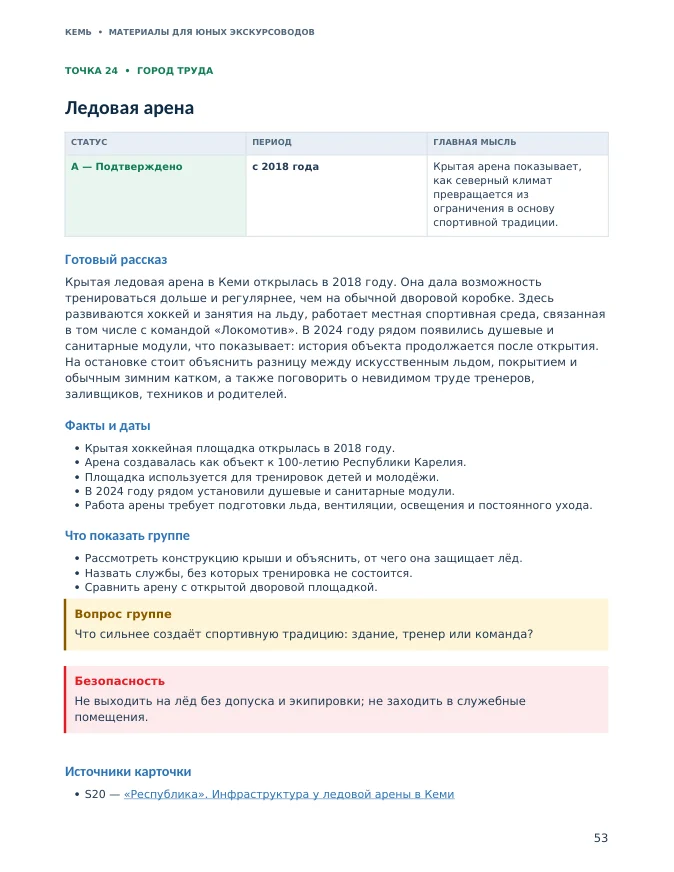 КЕМЬ • МАТЕРИАЛЫ ДЛЯ ЮНЫХ ЭКСКУРСОВОДОВ
ТОЧКА 24 • ГОРОД ТРУДА
Ледовая арена
СТАТУС ПЕРИОД ГЛАВНАЯ МЫСЛЬ
А — Подтверждено с 2018 года Крытая арена показывает,
как северный климат
превращается из
ограничения в основу
спортивной традиции.
Готовый рассказ
Крытая ледовая арена в Кеми открылась в 2018 году. Она дала возможность
тренироваться дольше и регулярнее, чем на обычной дворовой коробке. Здесь
развиваются хоккей и занятия на льду, работает местная спортивная среда, связанная
в том числе с командой «Локомотив». В 2024 году рядом появились душевые и
санитарные модули, что показывает: история объекта продолжается после открытия.
На остановке стоит объяснить разницу между искусственным льдом, покрытием и
обычным зимним катком, а также поговорить о невидимом труде тренеров,
заливщиков, техников и родителей.
Факты и даты
• Крытая хоккейная площадка открылась в 2018 году.
• Арена создавалась как объект к 100-летию Республики Карелия.
• Площадка используется для тренировок детей и молодёжи.
• В 2024 году рядом установили душевые и санитарные модули.
• Работа арены требует подготовки льда, вентиляции, освещения и постоянного ухода.
Что показать группе
• Рассмотреть конструкцию крыши и объяснить, от чего она защищает лёд.
• Назвать службы, без которых тренировка не состоится.
• Сравнить арену с открытой дворовой площадкой.
Вопрос группе
Что сильнее создаёт спортивную традицию: здание, тренер или команда?
Безопасность
Не выходить на лёд без допуска и экипировки; не заходить в служебные
помещения.
Источники карточки
• S20 — «Республика». Инфраструктура у ледовой арены в Кеми
53